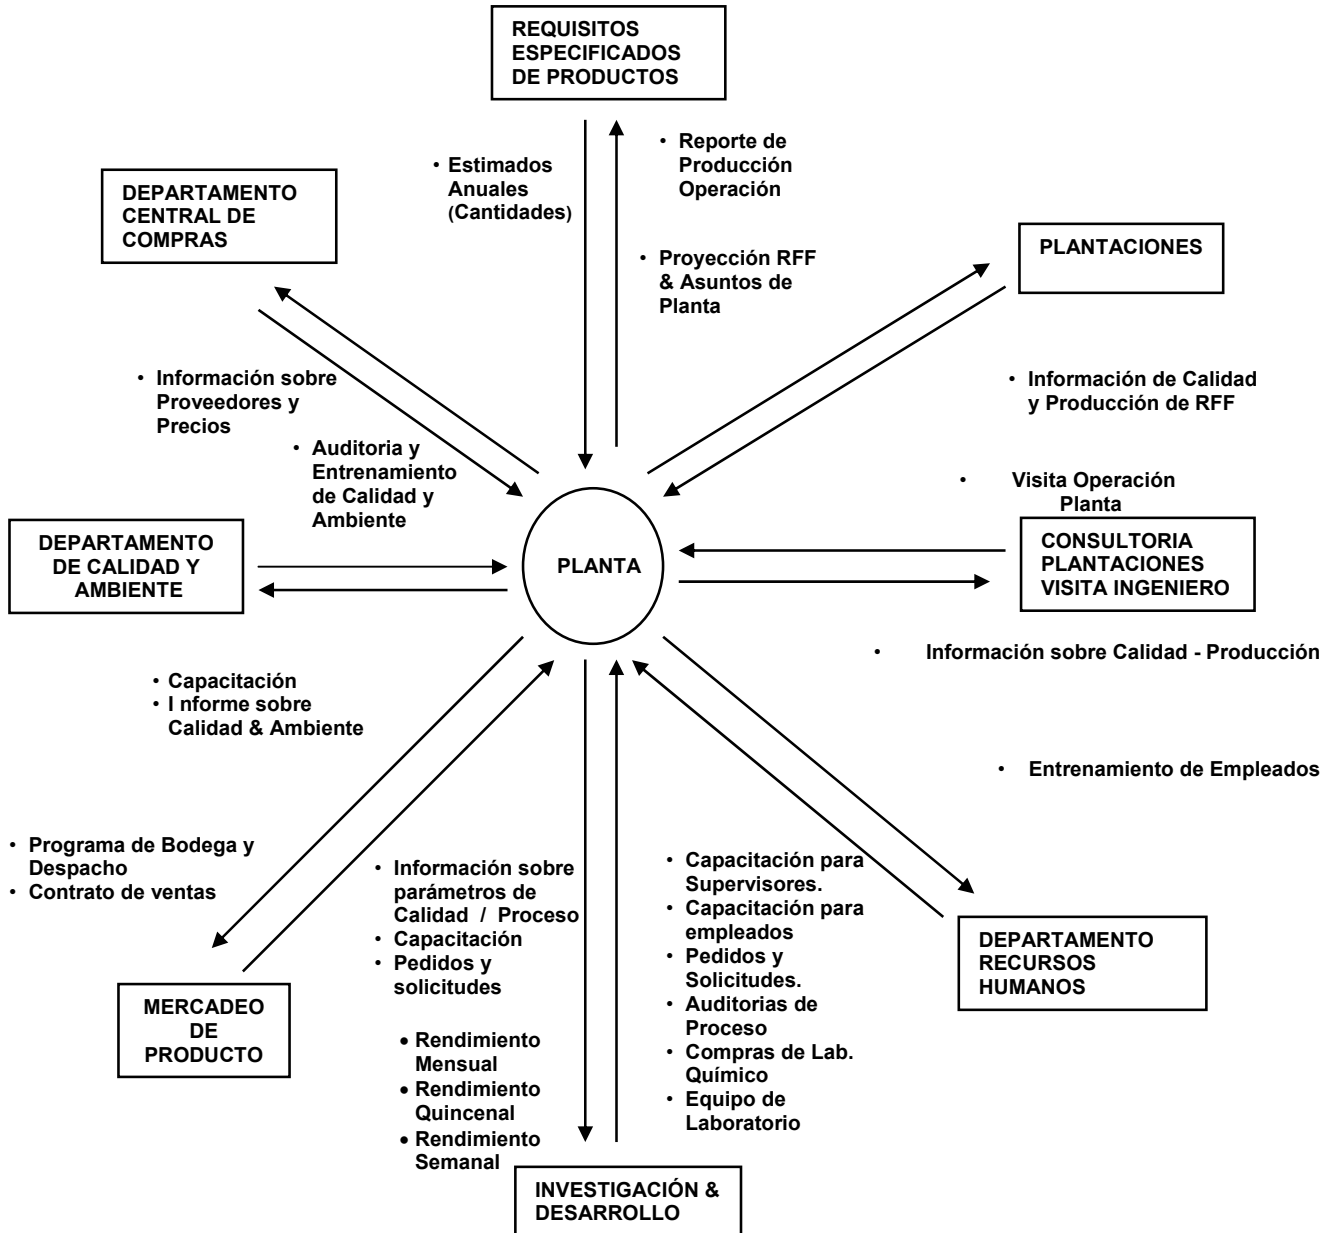 REQUISITOS
ESPECIFICADOS
DE PRODUCTOS
• Estimados
Anuales
(Cantidades)
• Reporte de
Producción
Operación
• Proyección RFF
& Asuntos de
Planta
DEPARTAMENTO
CENTRAL DE
COMPRAS
PLANTACIONES
• Información sobre
Proveedores y
Precios
• Auditoria y
Entrenamiento
de Calidad y
Ambiente
• Información de Calidad
y Producción de RFF
• Visita Operación
Planta
DEPARTAMENTO
DE CALIDAD Y
AMBIENTE
PLANTA
CONSULTORIA
PLANTACIONES
VISITA INGENIERO
• Información sobre Calidad - Producción
• Capacitación
• I nforme sobre
Calidad & Ambiente
• Entrenamiento de Empleados
• Programa de Bodega y
Despacho
• Contrato de ventas
• Información sobre
parámetros de
Calidad / Proceso
• Capacitación
• Pedidos y
solicitudes
• Rendimiento
Mensual
• Rendimiento
Quincenal
• Rendimiento
Semanal
• Capacitación para
Supervisores.
• Capacitación para
empleados
• Pedidos y
Solicitudes.
• Auditorias de
Proceso
• Compras de Lab.
Químico
• Equipo de
Laboratorio
DEPARTAMENTO
RECURSOS
HUMANOS
MERCADEO
DE
PRODUCTO
INVESTIGACIÓN &
DESARROLLO